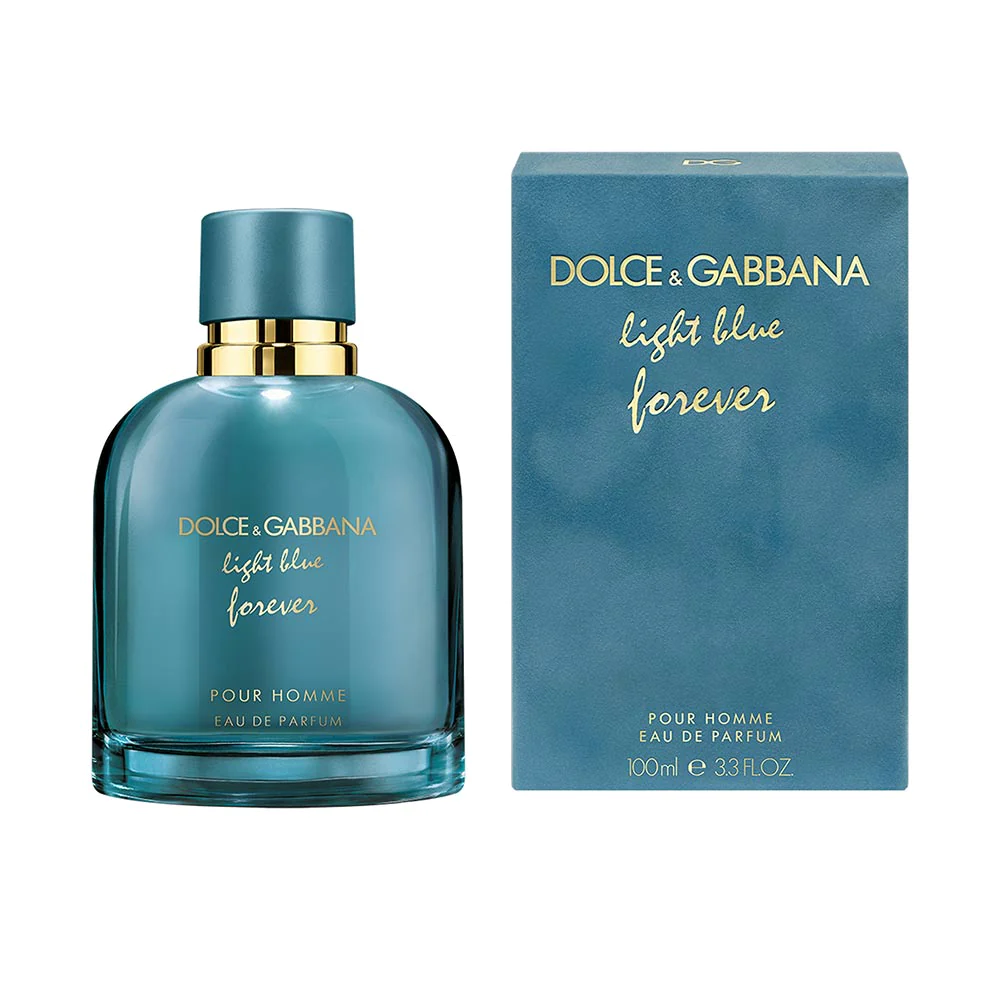 DOLCE & GABBANA
light blue
forever
POUR HOMME
EAU DE PARFUM
DG
DOLCE & GABBANA
light blue
forever
POUR HOMME
EAU DE PARFUM
100ml ℮ 3.3 FL.OZ.